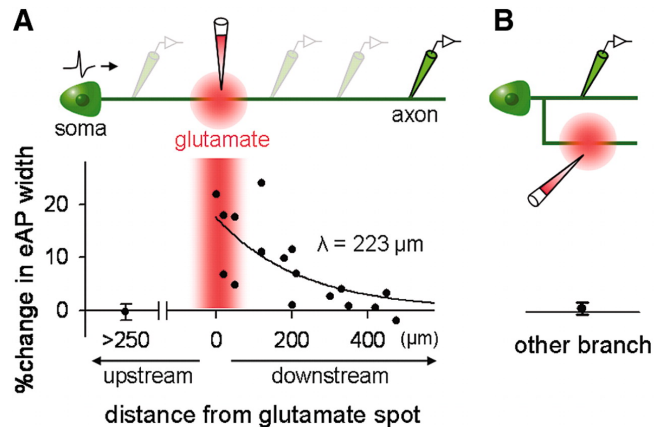 A
B
soma
glutamate
axon
%change in eAP width
20
10
0
λ = 223 μm
>250
0
200
400
(μm)
upstream
downstream
distance from glutamate spot
other branch